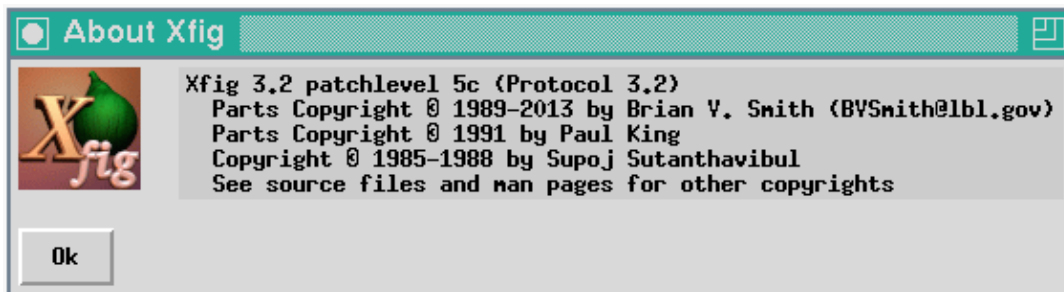 About Xfig
Xfig
Xfig 3.2 patchlevel 5c (Protocol 3.2)
Parts Copyright © 1989-2013 by Brian V. Smith (BVSmith@lbl.gov)
Parts Copyright © 1991 by Paul King
Copyright © 1985-1988 by Supoj Sutanthavibul
See source files and man pages for other copyrights
Ok